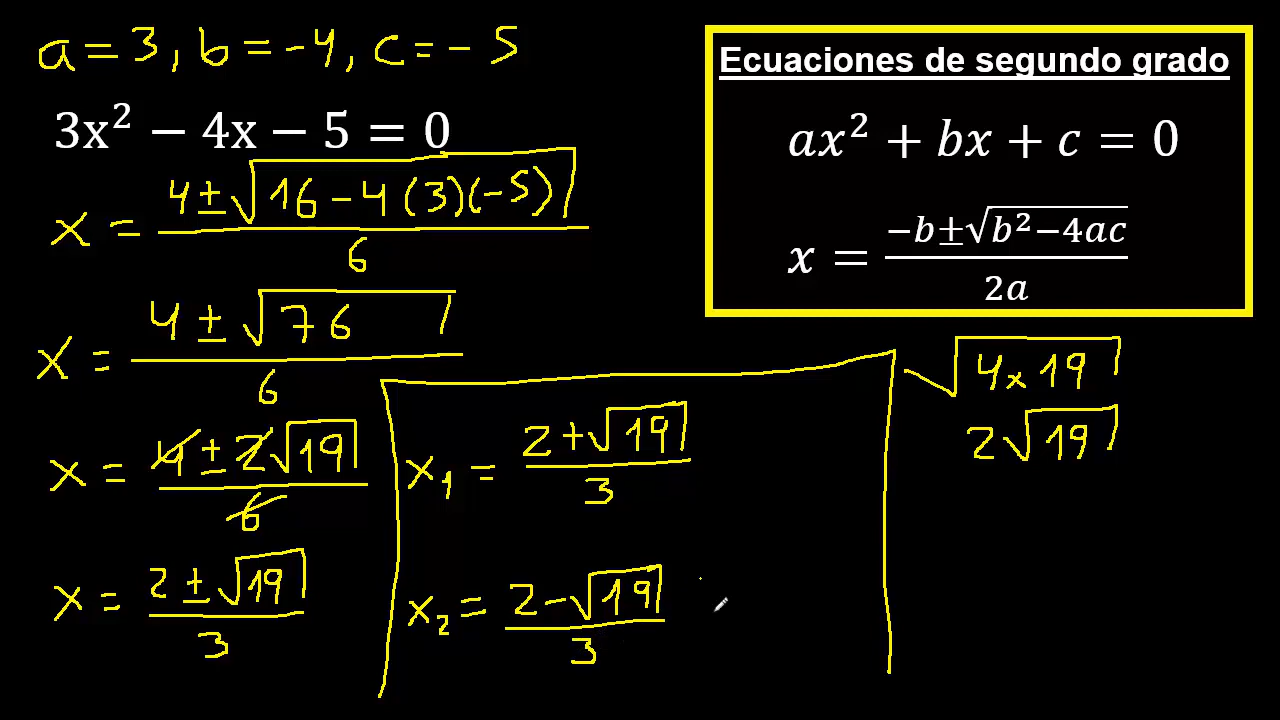 a = 3, b = -4, c = -5
3x² − 4x − 5 = 0
x = (4 ± √(16 - 4(3)(-5))) / 6
x = (4 ± √76) / 6
x = (4 ± 2√19) / 6
x = (2 ± √19) / 3
x₁ = (2 + √19) / 3
x₂ = (2 - √19) / 3
Ecuaciones de segundo grado
ax² + bx + c = 0
x = (−b±√(b²−4ac)) / 2a
√(4 x 19)
2√19